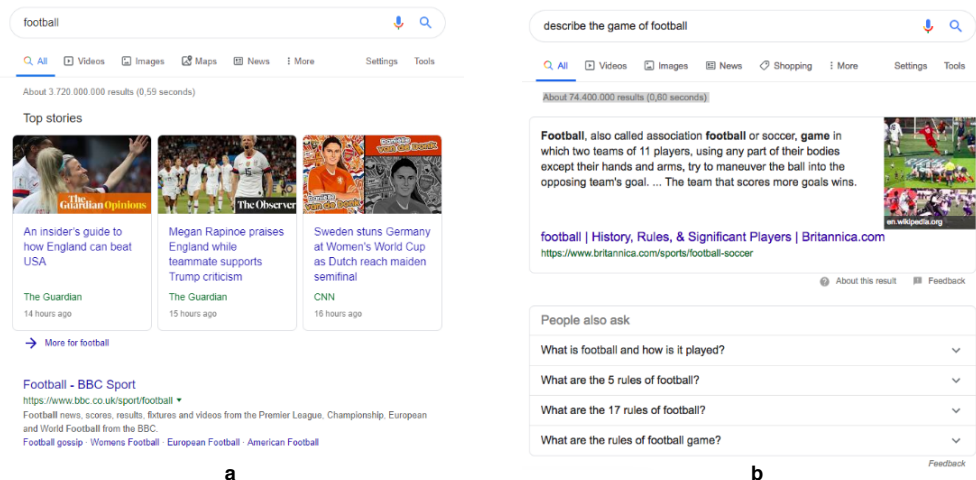 football
All Videos Images Maps News More Settings Tools
About 3.720.000.000 results (0,59 seconds)
Top stories
The Guardian Opinions
The Observer
An insider's guide to
how England can beat
USA
The Guardian
14 hours ago
Megan Rapinoe praises
England while
teammate supports
Trump criticism
The Guardian
15 hours ago
Sweden stuns Germany
at Women's World Cup
as Dutch reach maiden
semifinal
CNN
16 hours ago
More for football
Football - BBC Sport
https://www.bbc.co.uk/sport/football
Football news, scores, results, fixtures and videos from the Premier League, Championship, European
and World Football from the BBC.
Football gossip · Womens Football · European Football · American Football
a
describe the game of football
All Videos Images News Shopping More Settings Tools
About 74.400.000 results (0,60 seconds)
Football, also called association football or soccer, game in
which two teams of 11 players, using any part of their bodies
except their hands and arms, try to maneuver the ball into the
opposing team's goal. ... The team that scores more goals wins.
en.wikipedia.org
football | History, Rules, & Significant Players | Britannica.com
https://www.britannica.com/sports/football-soccer
About this result Feedback
People also ask
What is football and how is it played?
What are the 5 rules of football?
What are the 17 rules of football?
What are the rules of football game?
Feedback
b